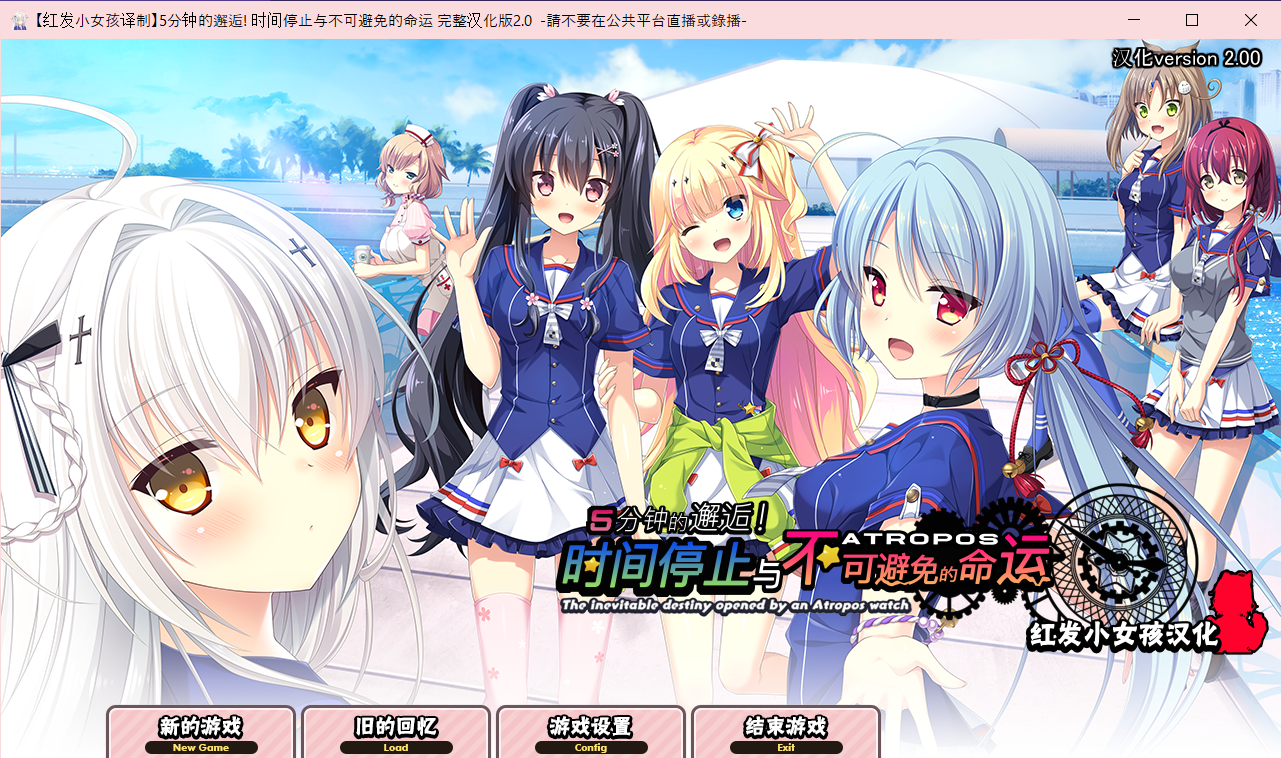 【红发小女孩译制】5分钟的邂逅! 时间停止与不可避免的命运 完整汉化版2.0 -請不要在公共平台直播或錄播-
汉化version 2.00
5分钟的邂逅!
ATROPOS
时间停止与不可避免的命运
The inevitable destiny opened by an Atropos watch
红发小女孩汉化
新的游戏
New Game
旧的回忆
Load
游戏设置
Config
结束游戏
Exit